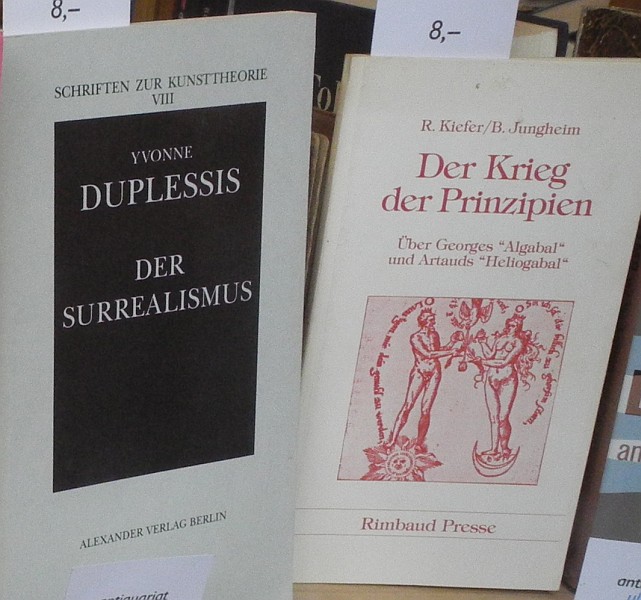 8,–
SCHRIFTEN ZUR KUNSTTHEORIE
VIII
YVONNE
DUPLESSIS
DER
SURREALISMUS
ALEXANDER VERLAG BERLIN
antiquariat
8,–
R. Kiefer/B. Jungheim
Der Krieg
der Prinzipien
Über Georges "Algabal"
und Artauds "Heliogabal"
Rimbaud Presse